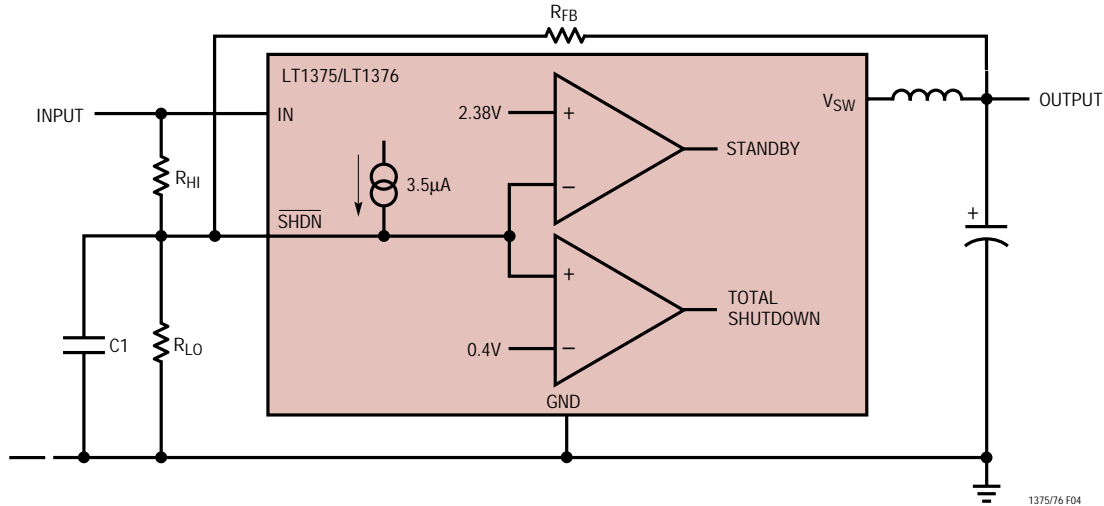 RFB
LT1375/LT1376
INPUT
IN
2.38V
+
−
STANDBY
VSW
OUTPUT
RHI
3.5µA
SHDN
+
+
−
TOTAL
SHUTDOWN
0.4V
C1
RLO
GND
1375/76 F04